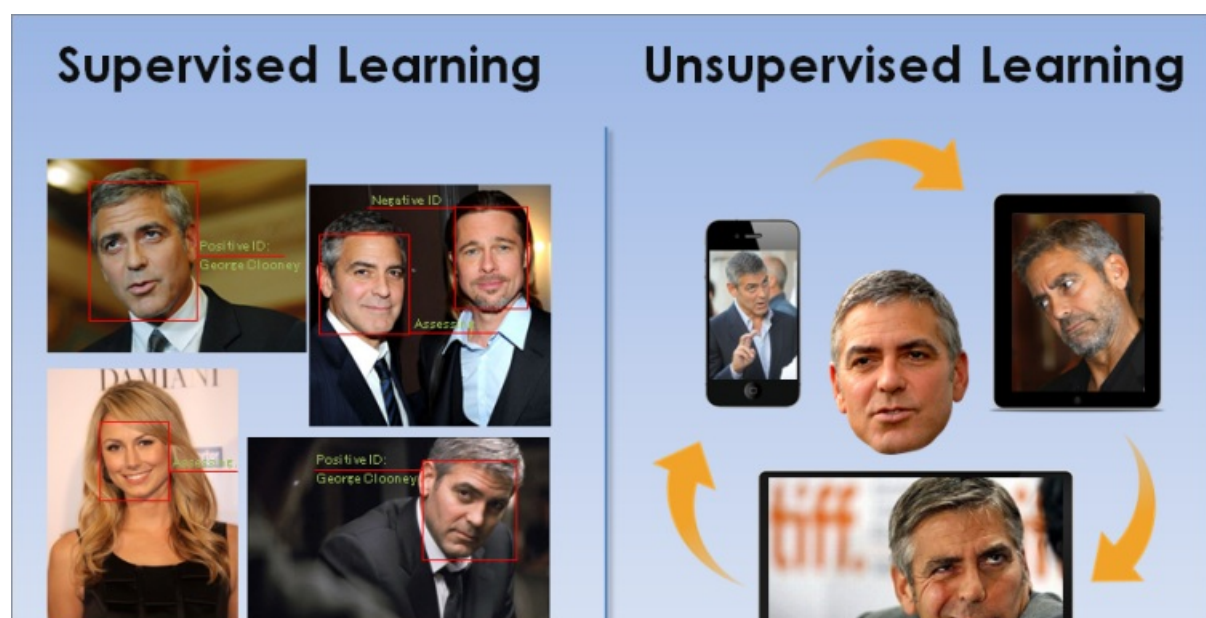 Supervised Learning
Unsupervised Learning
Positive ID:
George Clooney
Negative ID
Assessing
DAMIANI
Assessing
Positive ID:
George Clooney
tiff.